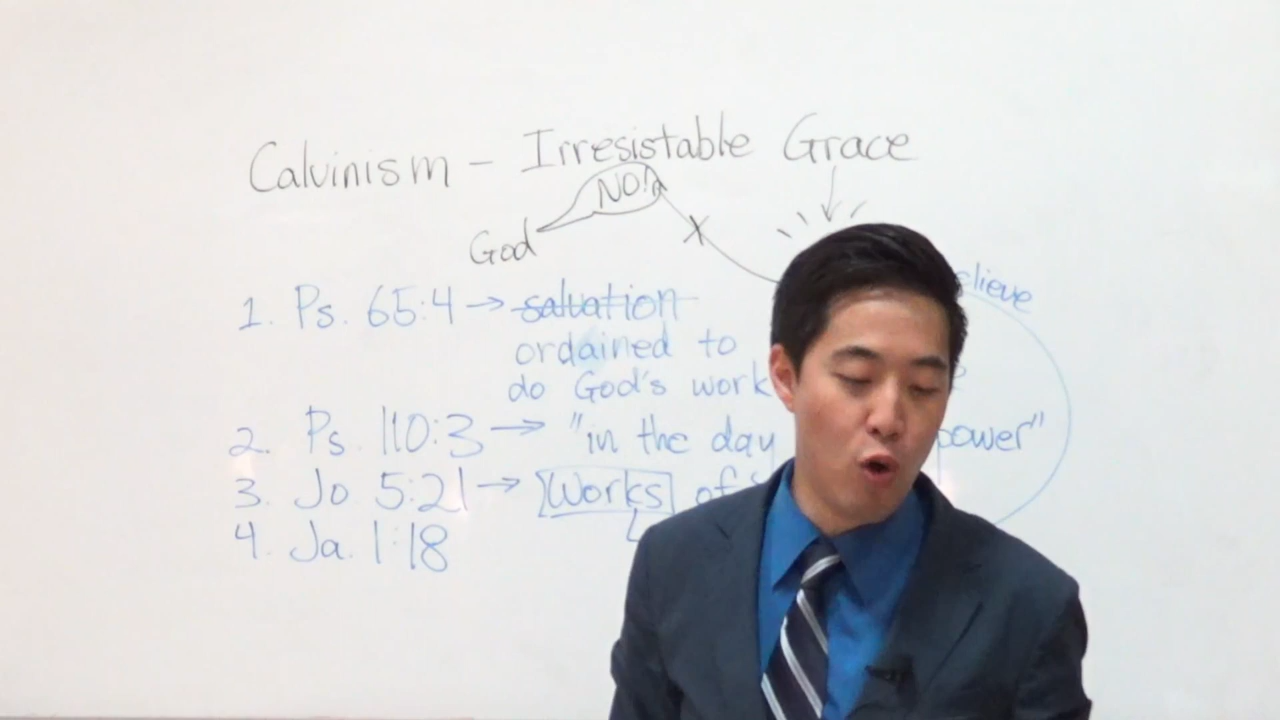 Calvinism - Irresistable Grace
NO!
God
1. Ps. 65:4 → salvation
ordained to
do God's work
2. Ps. 110:3 → "in the day power"
3. Jo 5:21 → [Works] of
4. Ja. 1:18